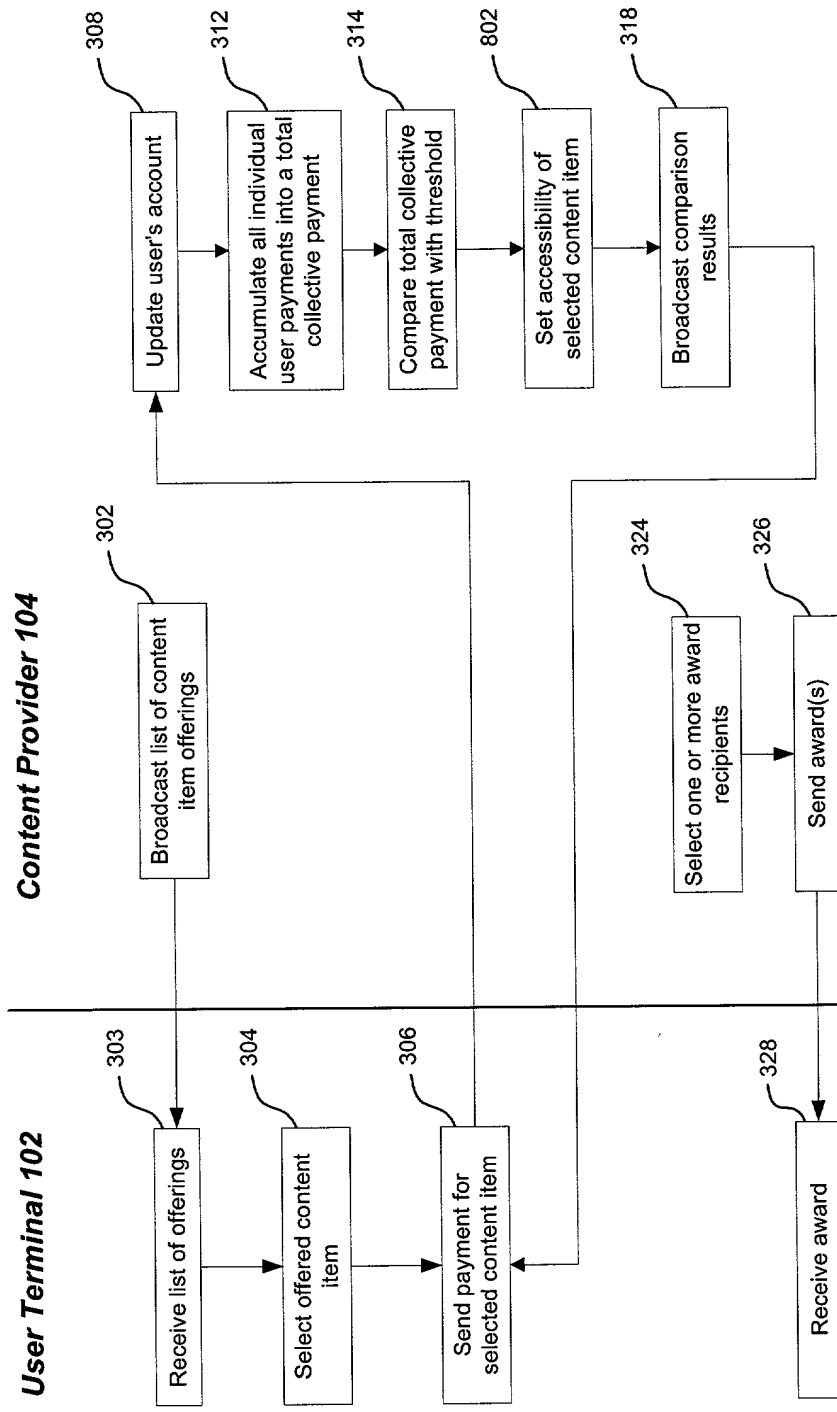 User Terminal 102
Content Provider 104
302
Broadcast list of content
item offerings
303
Receive list of offerings
304
Select offered content
item
306
Send payment for
selected content item
308
Update user's account
312
Accumulate all individual
user payments into a total
collective payment
314
Compare total collective
payment with threshold
802
Set accessibility of
selected content item
318
Broadcast comparison
results
324
Select one or more award
recipients
326
Send award(s)
328
Receive award